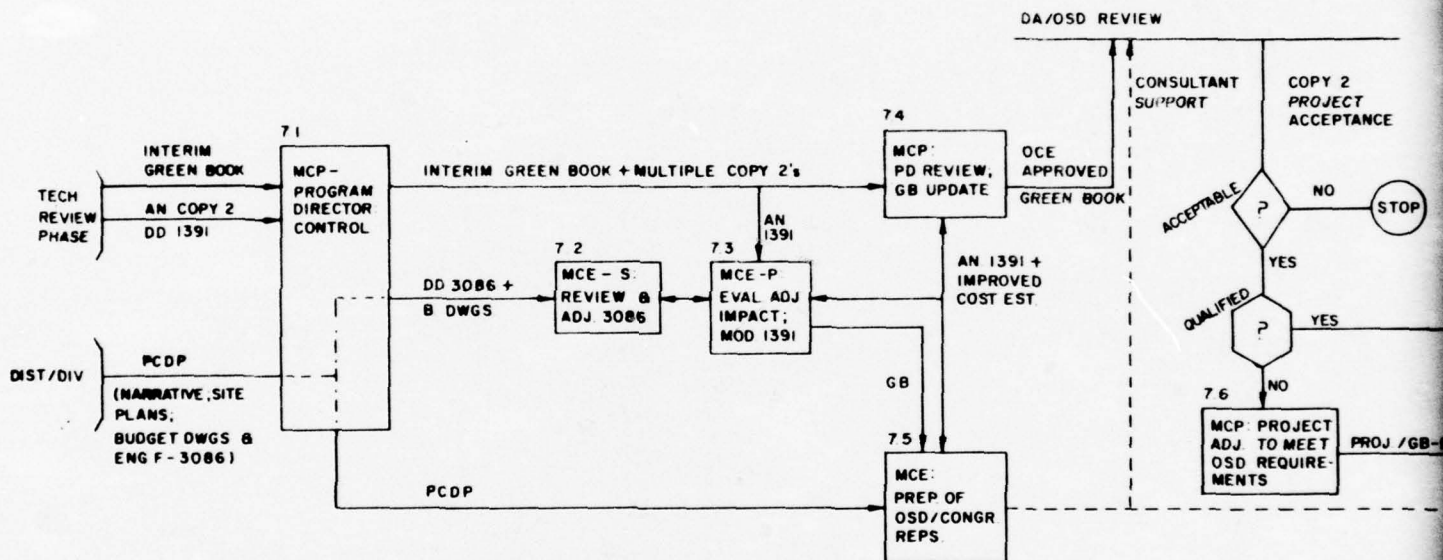 DA/OSD REVIEW
CONSULTANT
SUPPORT
COPY 2
PROJECT
ACCEPTANCE
7.1
7.4
INTERIM
GREEN BOOK
MCP-
PROGRAM
DIRECTOR
CONTROL
INTERIM GREEN BOOK + MULTIPLE COPY 2's
MCP:
PD REVIEW,
GB UPDATE
OCE
APPROVED
GREEN BOOK
TECH
REVIEW
PHASE
AN COPY 2
DD 1391
ACCEPTABLE
?
NO
STOP
AN
1391
YES
7.2
7.3
DD 3086 +
B DWGS
MCE - S:
REVIEW &
ADJ. 3086
MCE - P:
EVAL. ADJ
IMPACT;
MOD 1391
AN 1391 +
IMPROVED
COST EST.
QUALIFIED
?
YES
DIST/DIV
PCDP
(NARRATIVE, SITE
PLANS;
BUDGET DWGS &
ENG F-3086)
GB
NO
7.6
MCP: PROJECT
ADJ. TO MEET
OSD REQUIRE-
MENTS
PROJ/GB-
7.5
MCE:
PREP OF
OSD/CONGR
REPS.
PCDP